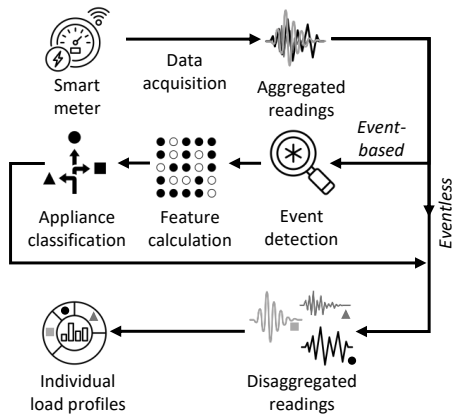 Smart
meter
Data
acquisition
Aggregated
readings
Event-
based
Eventless
Appliance
classification
Feature
calculation
Event
detection
Individual
load profiles
Disaggregated
readings